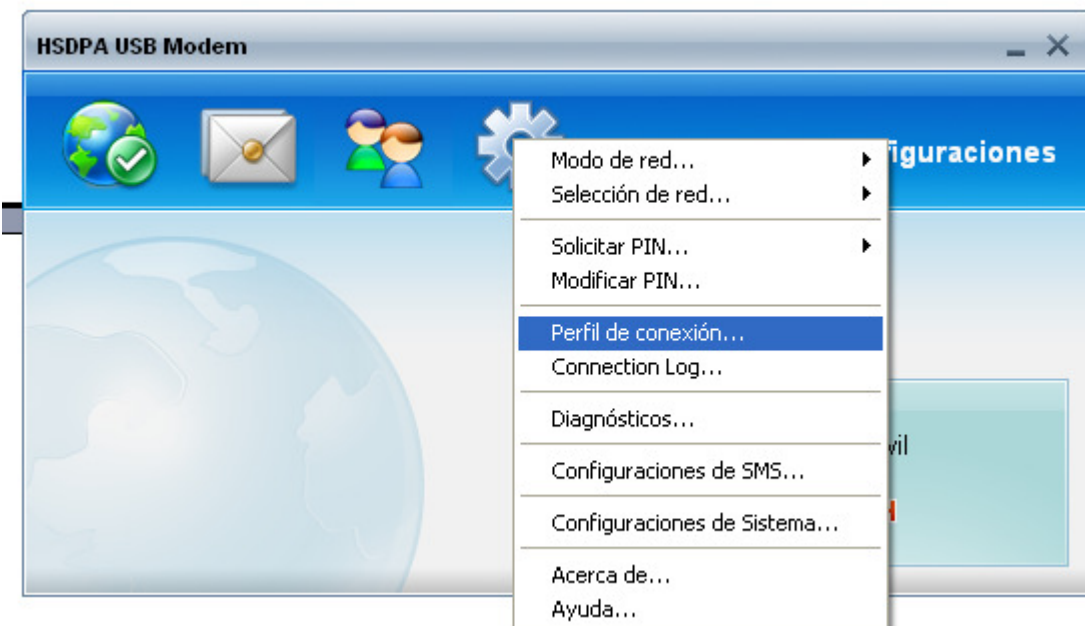 HSDPA USB Modem
iguraciones
Modo de red...
Selección de red...
Solicitar PIN...
Modificar PIN...
Perfil de conexión...
Connection Log...
Diagnósticos...
vil
Configuraciones de SMS...
Configuraciones de Sistema...
Acerca de...
Ayuda...